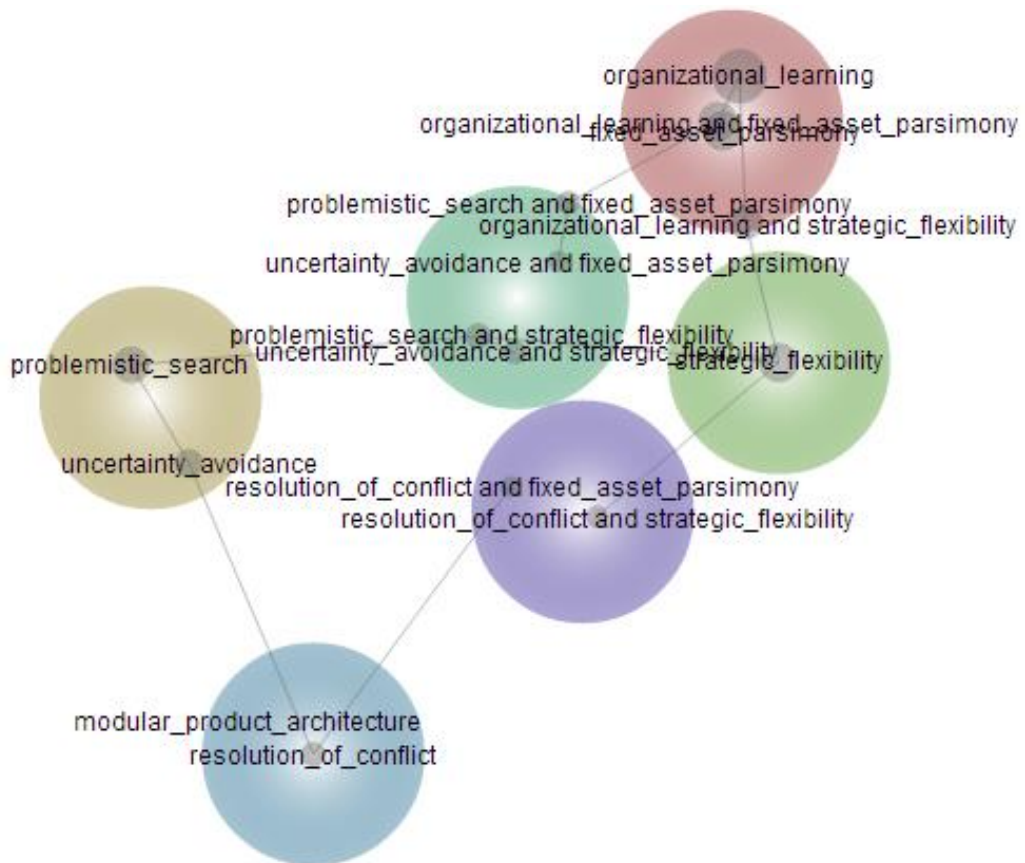 organizational_learning
organizational_learning and fixed_asset_parsimony
fixed_asset_parsimony
problemistic_search and fixed_asset_parsimony
organizational_learning and strategic_flexibility
uncertainty_avoidance and fixed_asset_parsimony
problemistic_search and strategic_flexibility
uncertainty_avoidance and strategic_flexibility
strategic_flexibility
problemistic_search
uncertainty_avoidance
resolution_of_conflict and fixed_asset_parsimony
resolution_of_conflict and strategic_flexibility
modular_product_architecture
resolution_of_conflict